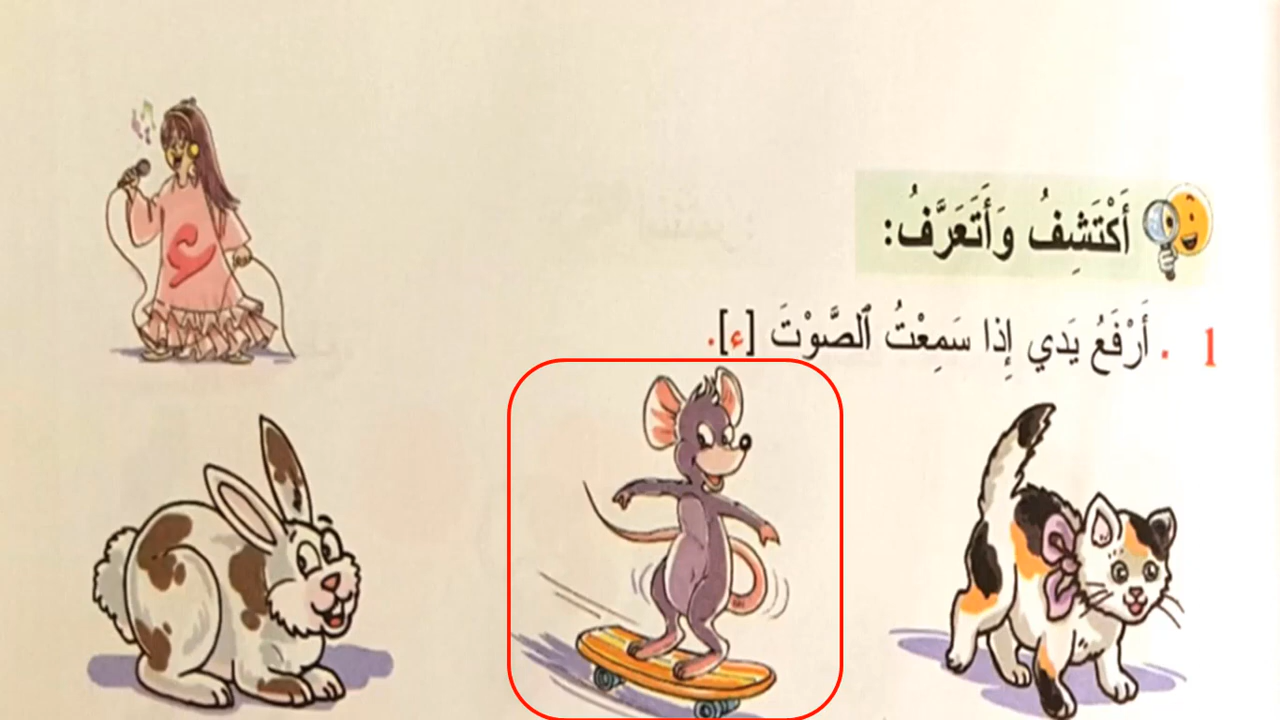 أَكْتَشِفُ وَأَتَعَرَّفُ:
1 . أَرْفَعُ يَدي إِذا سَمِعْتُ ٱلصَّوْتَ [ء].